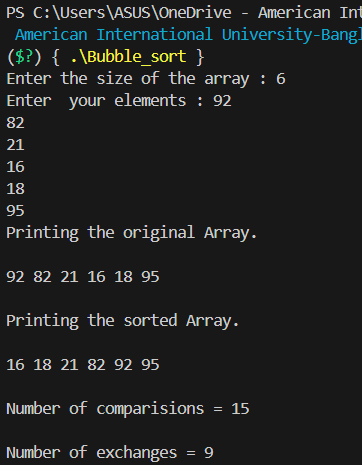 PS C:\Users\ASUS\OneDrive - American Int
American International University-Bangl
($?) { .\Bubble_sort }
Enter the size of the array : 6
Enter  your elements : 92
82
21
16
18
95
Printing the original Array.
92 82 21 16 18 95
Printing the sorted Array.
16 18 21 82 92 95
Number of comparisions = 15
Number of exchanges = 9